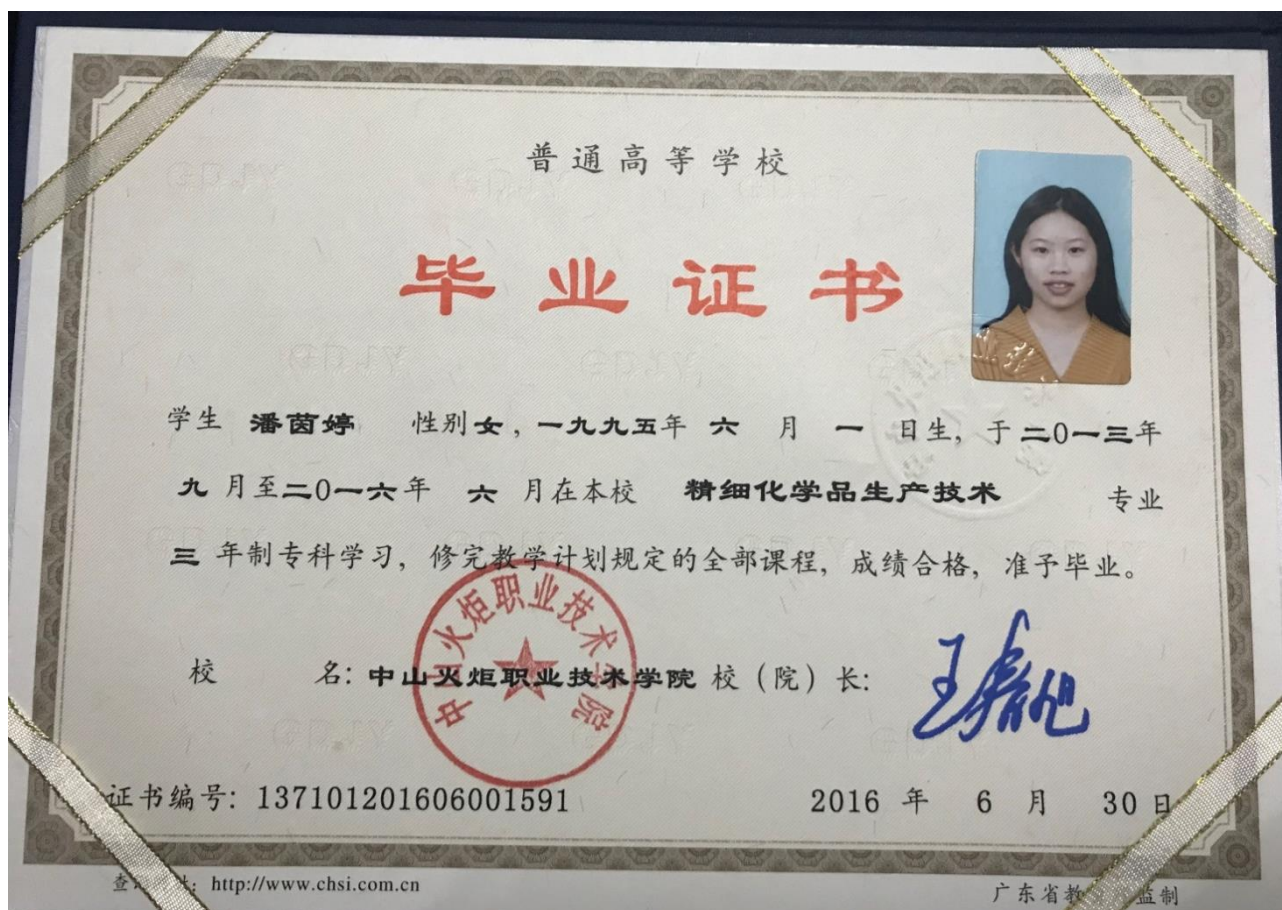 普通高等学校
毕业证书
学生 潘茵婷 性别女，一九九五年 六 月 一 日生，于二0一三年
九 月至二0一六年 六 月在本校 精细化学品生产技术 专业
三 年制专科学习，修完教学计划规定的全部课程，成绩合格，准予毕业。
中山火炬职业技术学院
校 名：中山火炬职业技术学院 校（院）长：
证书编号：137101201606001591 2016 年 6 月 30 日
查 http://www.chsi.com.cn
广东省教 监制